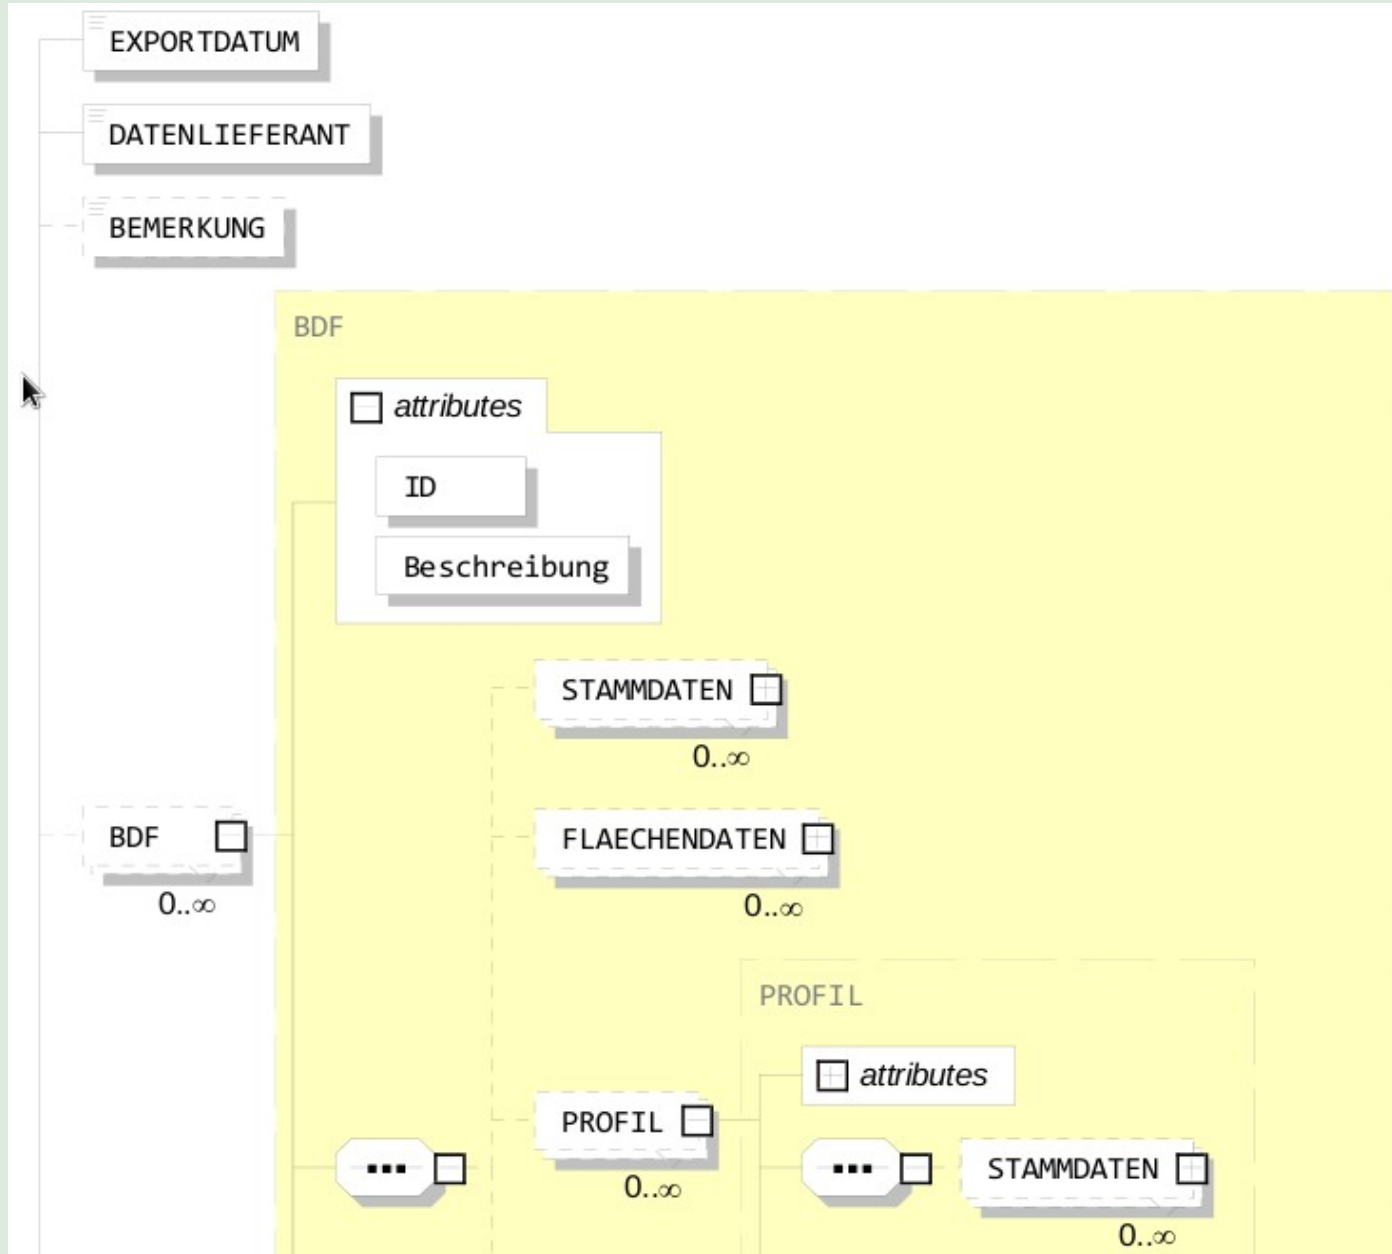 EXPORTDATUM
DATENLIEFERANT
BEMERKUNG
BDF
attributes
ID
Beschreibung
STAMMDATEN
0..∞
BDF
FLAECHENDATEN
0..∞
0..∞
PROFIL
attributes
PROFIL
0..∞
STAMMDATEN
0..∞